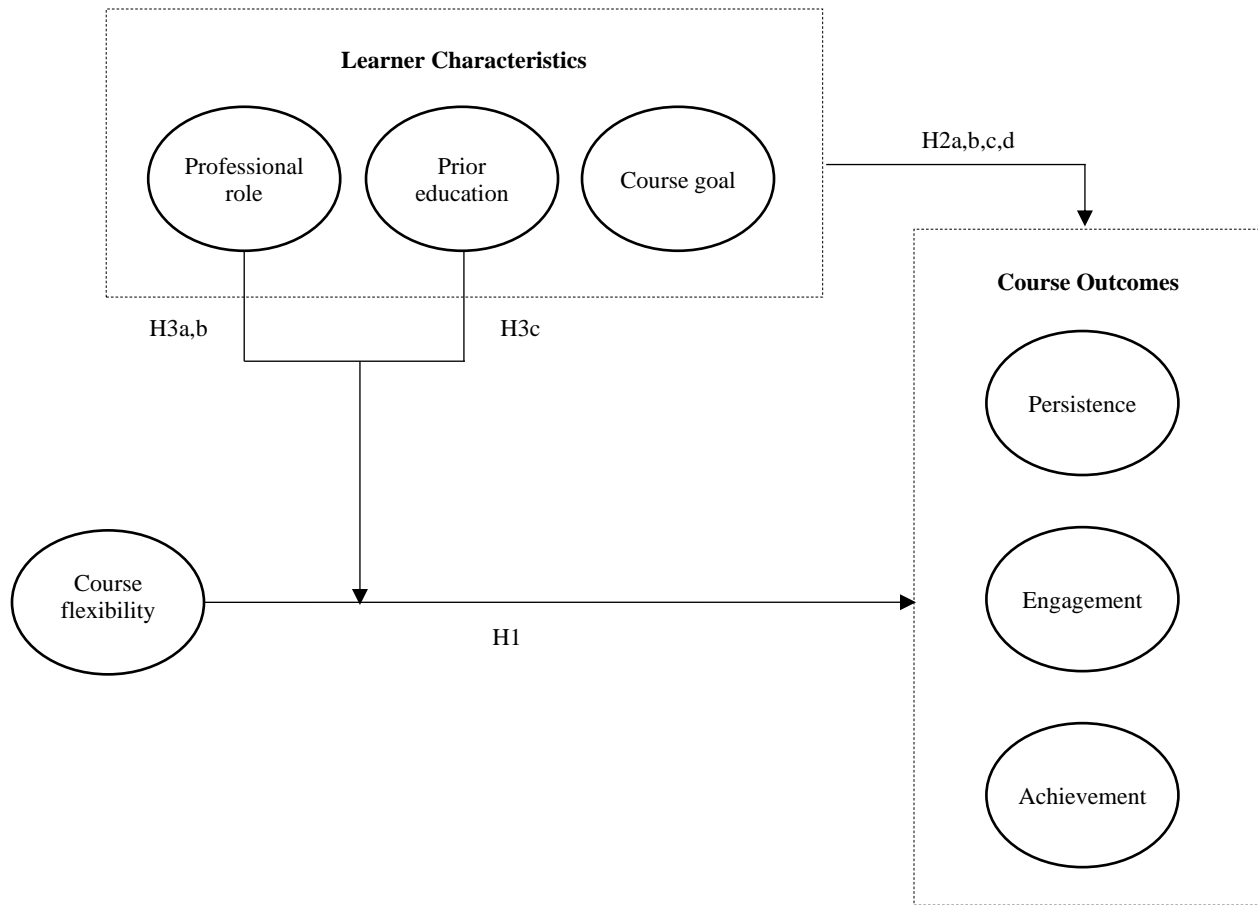 Learner Characteristics
Professional
role
Prior
education
Course goal
H2a,b,c,d
H3a,b
H3c
Course Outcomes
Persistence
Engagement
Achievement
Course
flexibility
H1